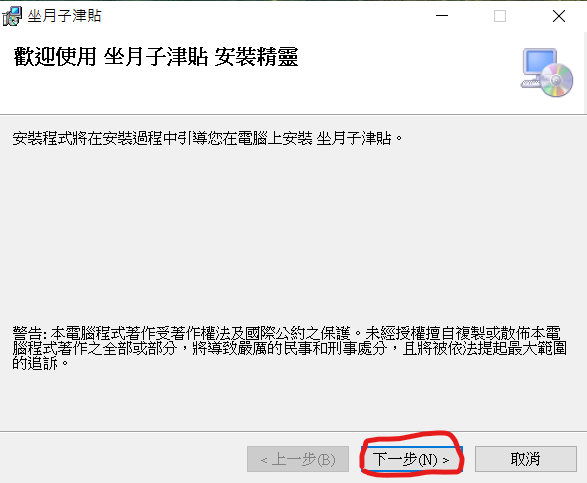 坐月子津貼
歡迎使用 坐月子津貼 安裝精靈
安裝程式將在安裝過程中引導您在電腦上安裝 坐月子津貼。
警告: 本電腦程式著作受著作權法及國際公約之保護。未經授權擅自複製或散佈本電
腦程式著作之全部或部分，將導致嚴厲的民事和刑事處分，且將被依法提起最大範圍
的追訴。
< 上一步(B)
下一步(N) >
取消